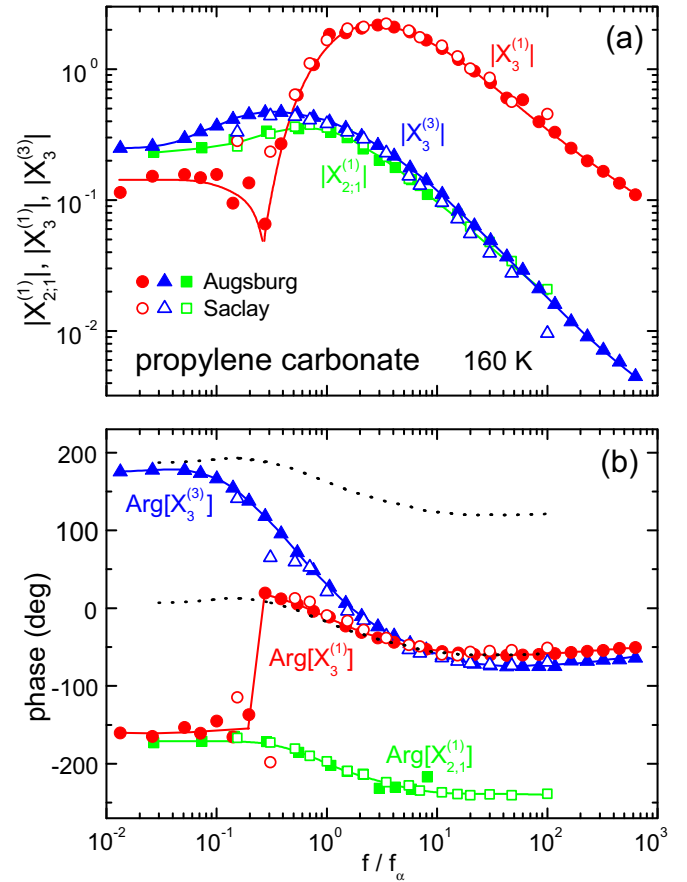 (a)
10⁰
10⁻¹
10⁻²
|X₂;₁⁽¹⁾|, |X₃⁽¹⁾|, |X₃⁽³⁾|
|X₃⁽¹⁾|
|X₃⁽³⁾|
|X₂;₁⁽¹⁾|
Augsburg
Saclay
propylene carbonate 160 K
(b)
200
100
0
-100
-200
phase (deg)
Arg[X₃⁽³⁾]
Arg[X₃⁽¹⁾]
Arg[X₂,₁⁽¹⁾]
10⁻² 10⁻¹ 10⁰ 10¹ 10² 10³
f / fα